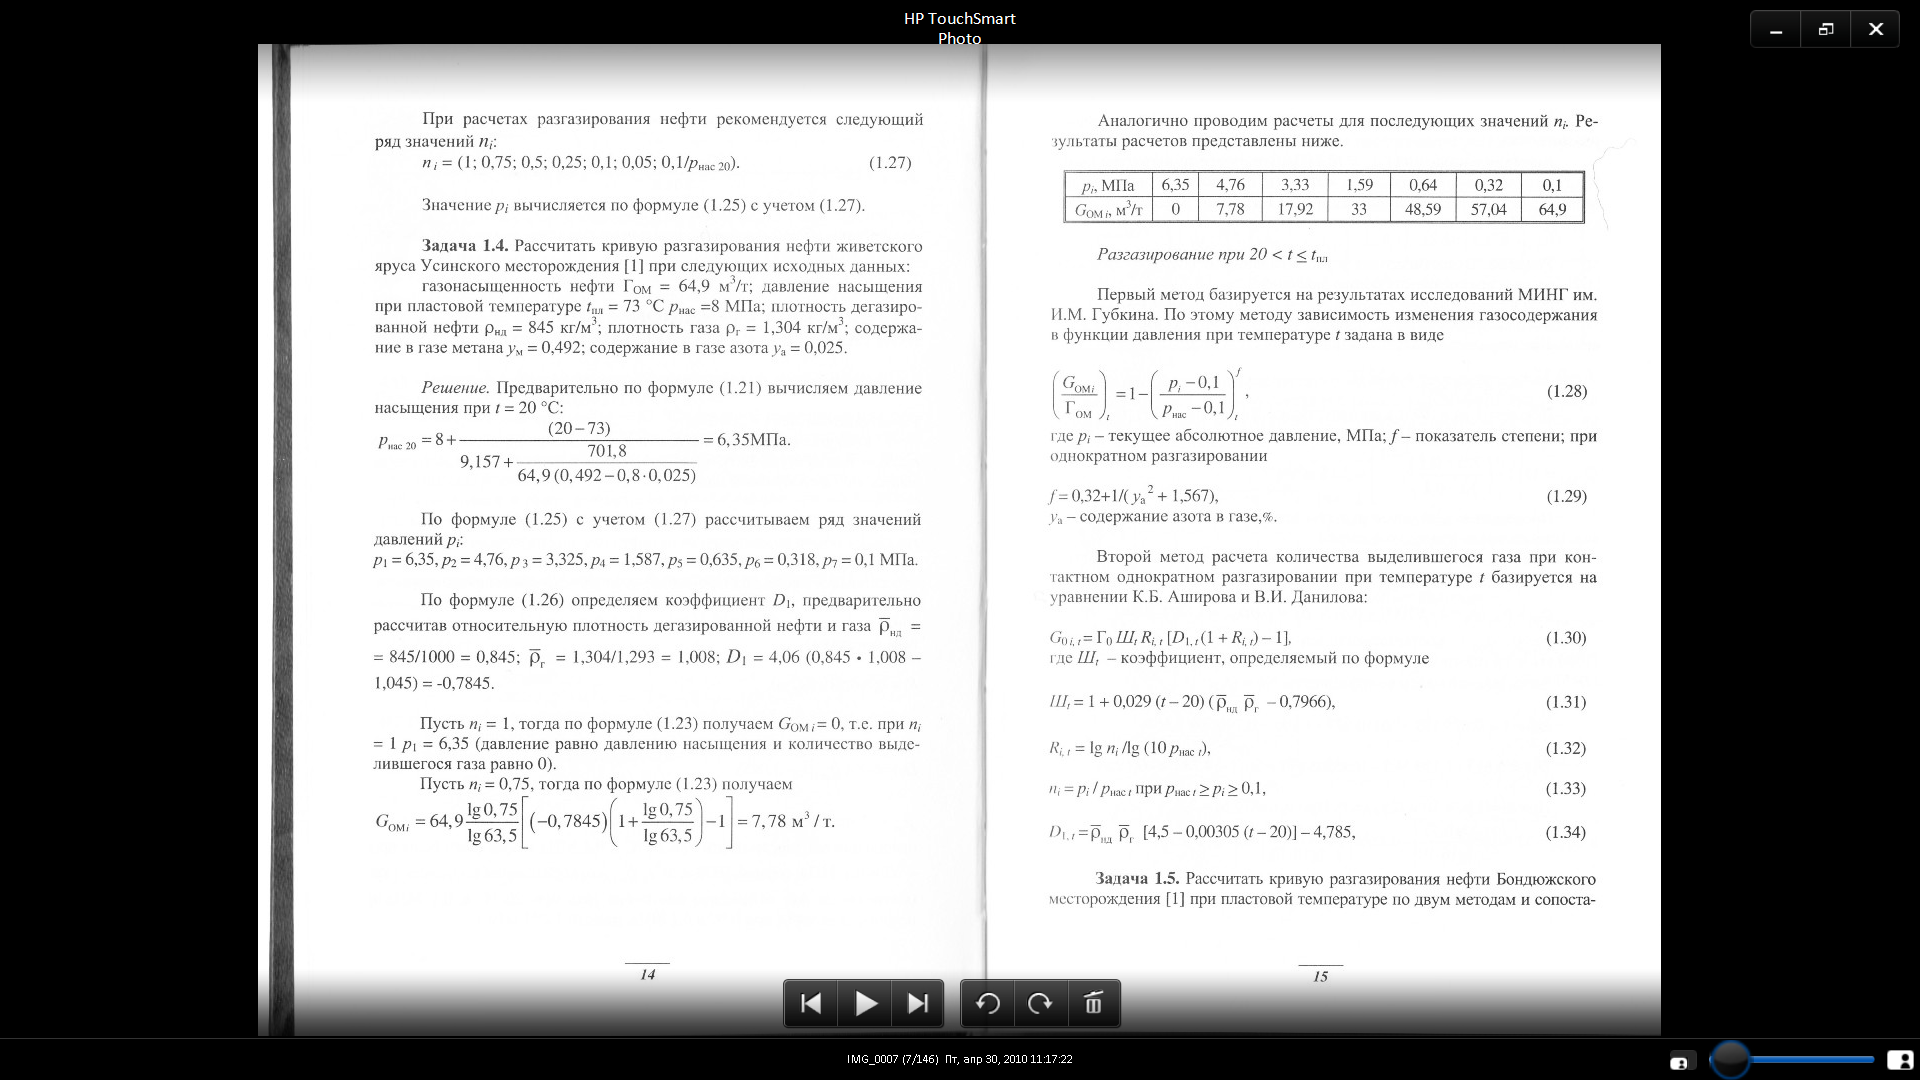 HP TouchSmart
Photo
При расчетах разгазирования нефти рекомендуется следующий
ряд значений nᵢ:
n ᵢ = (1; 0,75; 0,5; 0,25; 0,1; 0,05; 0,1/pнас 20). (1.27)
Значение pᵢ вычисляется по формуле (1.25) с учетом (1.27).
Задача 1.4. Рассчитать кривую разгазирования нефти живетского
яруса Усинского месторождения [1] при следующих исходных данных:
газонасыщенность нефти ГОМ = 64,9 м³/т; давление насыщения
при пластовой температуре tпл = 73 °С pнас =8 МПа; плотность дегазиро-
ванной нефти ρнд = 845 кг/м³; плотность газа ρг = 1,304 кг/м³; содержа-
ние в газе метана yм = 0,492; содержание в газе азота yа = 0,025.
Решение. Предварительно по формуле (1.21) вычисляем давление
насыщения при t = 20 °С:
pнас 20 = 8 + (20 − 73) / (9,157 + 701,8 / (64,9 (0,492 − 0,8·0,025))) = 6,35МПа.
По формуле (1.25) с учетом (1.27) рассчитываем ряд значений
давлений pᵢ:
p₁ = 6,35, p₂ = 4,76, p ₃ = 3,325, p₄ = 1,587, p₅ = 0,635, p₆ = 0,318, p₇ = 0,1 МПа.
По формуле (1.26) определяем коэффициент D₁, предварительно
рассчитав относительную плотность дегазированной нефти и газа ρ̅нд =
= 845/1000 = 0,845; ρ̅г = 1,304/1,293 = 1,008; D₁ = 4,06 (0,845 • 1,008 –
1,045) = -0,7845.
Пусть nᵢ = 1, тогда по формуле (1.23) получаем GОМ i = 0, т.е. при nᵢ
= 1 p₁ = 6,35 (давление равно давлению насыщения и количество выде-
лившегося газа равно 0).
Пусть nᵢ = 0,75, тогда по формуле (1.23) получаем
GОМi = 64,9 lg 0,75 / lg 63,5 [(−0,7845)(1 + lg 0,75 / lg 63,5) − 1] = 7,78 м³ / т.
14
Аналогично проводим расчеты для последующих значений nᵢ. Ре-
зультаты расчетов представлены ниже.
pᵢ, МПа 6,35 4,76 3,33 1,59 0,64 0,32 0,1
GОМ i, м³/т 0 7,78 17,92 33 48,59 57,04 64,9
Разгазирование при 20 < t ≤ tпл
Первый метод базируется на результатах исследований МИНГ им.
И.М. Губкина. По этому методу зависимость изменения газосодержания
в функции давления при температуре t задана в виде
(GОМi / ГОМ)t = 1 − ((pᵢ − 0,1) / (pнас − 0,1))t^f , (1.28)
где pᵢ – текущее абсолютное давление, МПа; f – показатель степени; при
однократном разгазировании
f = 0,32+1/( yа² + 1,567), (1.29)
yа – содержание азота в газе,%.
Второй метод расчета количества выделившегося газа при кон-
тактном однократном разгазировании при температуре t базируется на
уравнении К.Б. Аширова и В.И. Данилова:
G0 i, t = Г0 Шt Ri, t [D1, t (1 + Ri, t) – 1], (1.30)
где Шt – коэффициент, определяемый по формуле
Шt = 1 + 0,029 (t – 20) (ρ̅нд ρ̅г – 0,7966), (1.31)
Ri, t = lg nᵢ /lg (10 pнас t), (1.32)
nᵢ = pᵢ / pнас t при pнас t ≥ pᵢ ≥ 0,1, (1.33)
D1, t = ρ̅нд ρ̅г [4,5 – 0,00305 (t – 20)] – 4,785, (1.34)
Задача 1.5. Рассчитать кривую разгазирования нефти Бондюжского
месторождения [1] при пластовой температуре по двум методам и сопоста-
15
IMG_0007 (7/146) Пт, апр 30, 2010 11:17:22